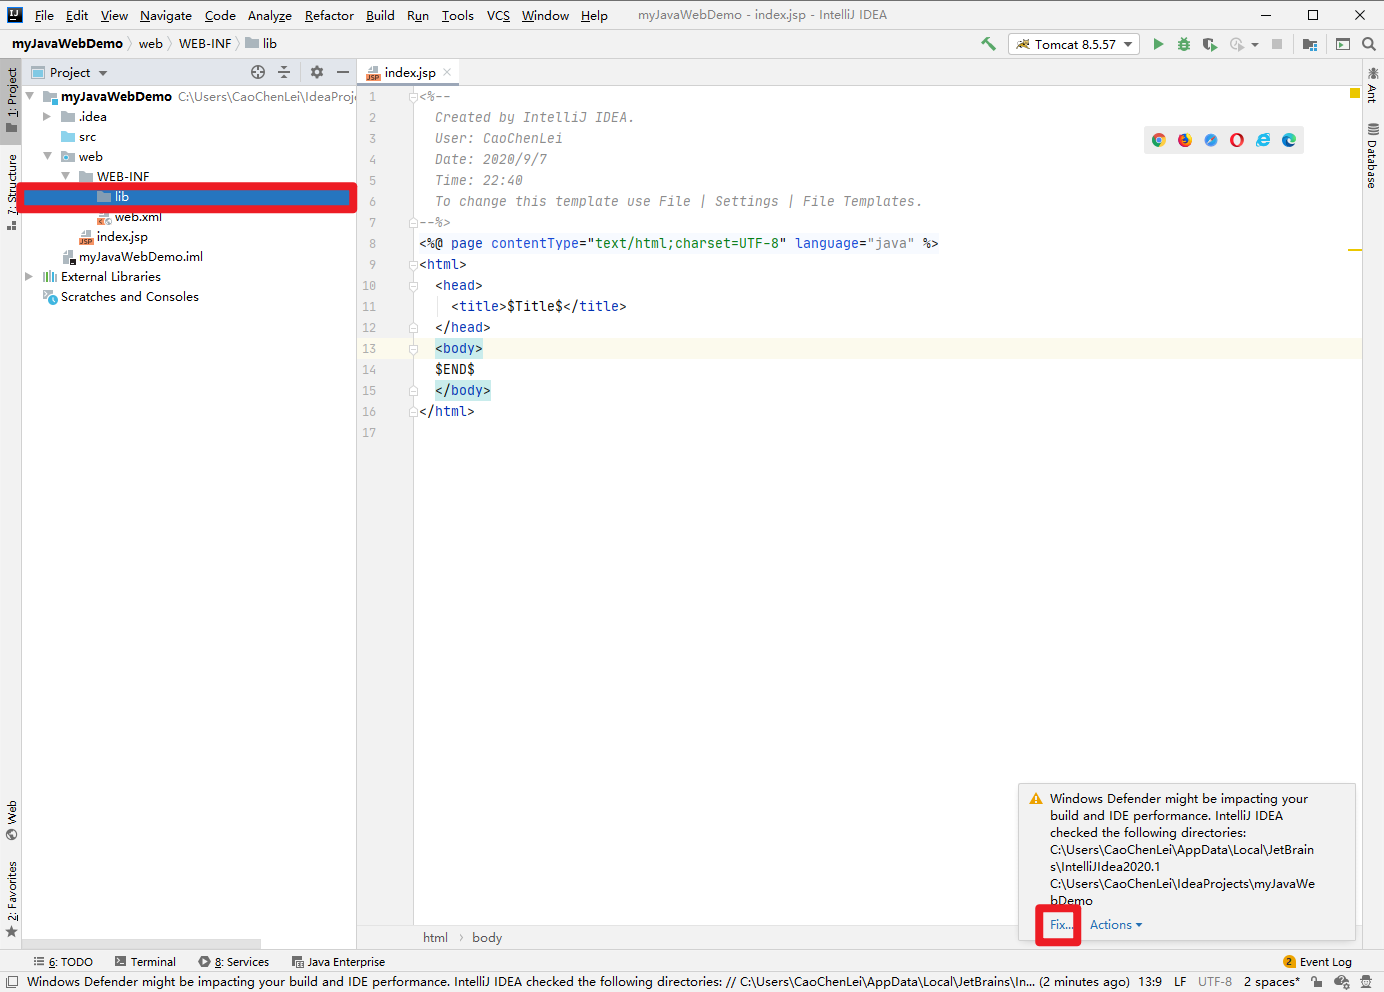 File Edit View Navigate Code Analyze Refactor Build Run Tools VCS Window Help myJavaWebDemo - index.jsp - IntelliJ IDEA
myJavaWebDemo web WEB-INF lib Tomcat 8.5.57
Project
index.jsp
1: Project
7: Structure
Web
2: Favorites
myJavaWebDemo C:\Users\CaoChenLei\IdeaProj
.idea
src
web
WEB-INF
lib
web.xml
index.jsp
myJavaWebDemo.iml
External Libraries
Scratches and Consoles
1 <%--
2 Created by IntelliJ IDEA.
3 User: CaoChenLei
4 Date: 2020/9/7
5 Time: 22:40
6 To change this template use File | Settings | File Templates.
7 --%>
8 <%@ page contentType="text/html;charset=UTF-8" language="java" %>
9 <html>
10 <head>
11 <title>$Title$</title>
12 </head>
13 <body>
14 $END$
15 </body>
16 </html>
17
Ant
Database
Windows Defender might be impacting your
build and IDE performance. IntelliJ IDEA
checked the following directories:
C:\Users\CaoChenLei\AppData\Local\JetBrain
s\IntelliJIdea2020.1
C:\Users\CaoChenLei\IdeaProjects\myJavaWe
bDemo
Fix... Actions
html body
6: TODO Terminal 8: Services Java Enterprise 2 Event Log
Windows Defender might be impacting your build and IDE performance. IntelliJ IDEA checked the following directories: // C:\Users\CaoChenLei\AppData\Local\JetBrains\In... (2 minutes ago) 13:9 LF UTF-8 2 spaces*